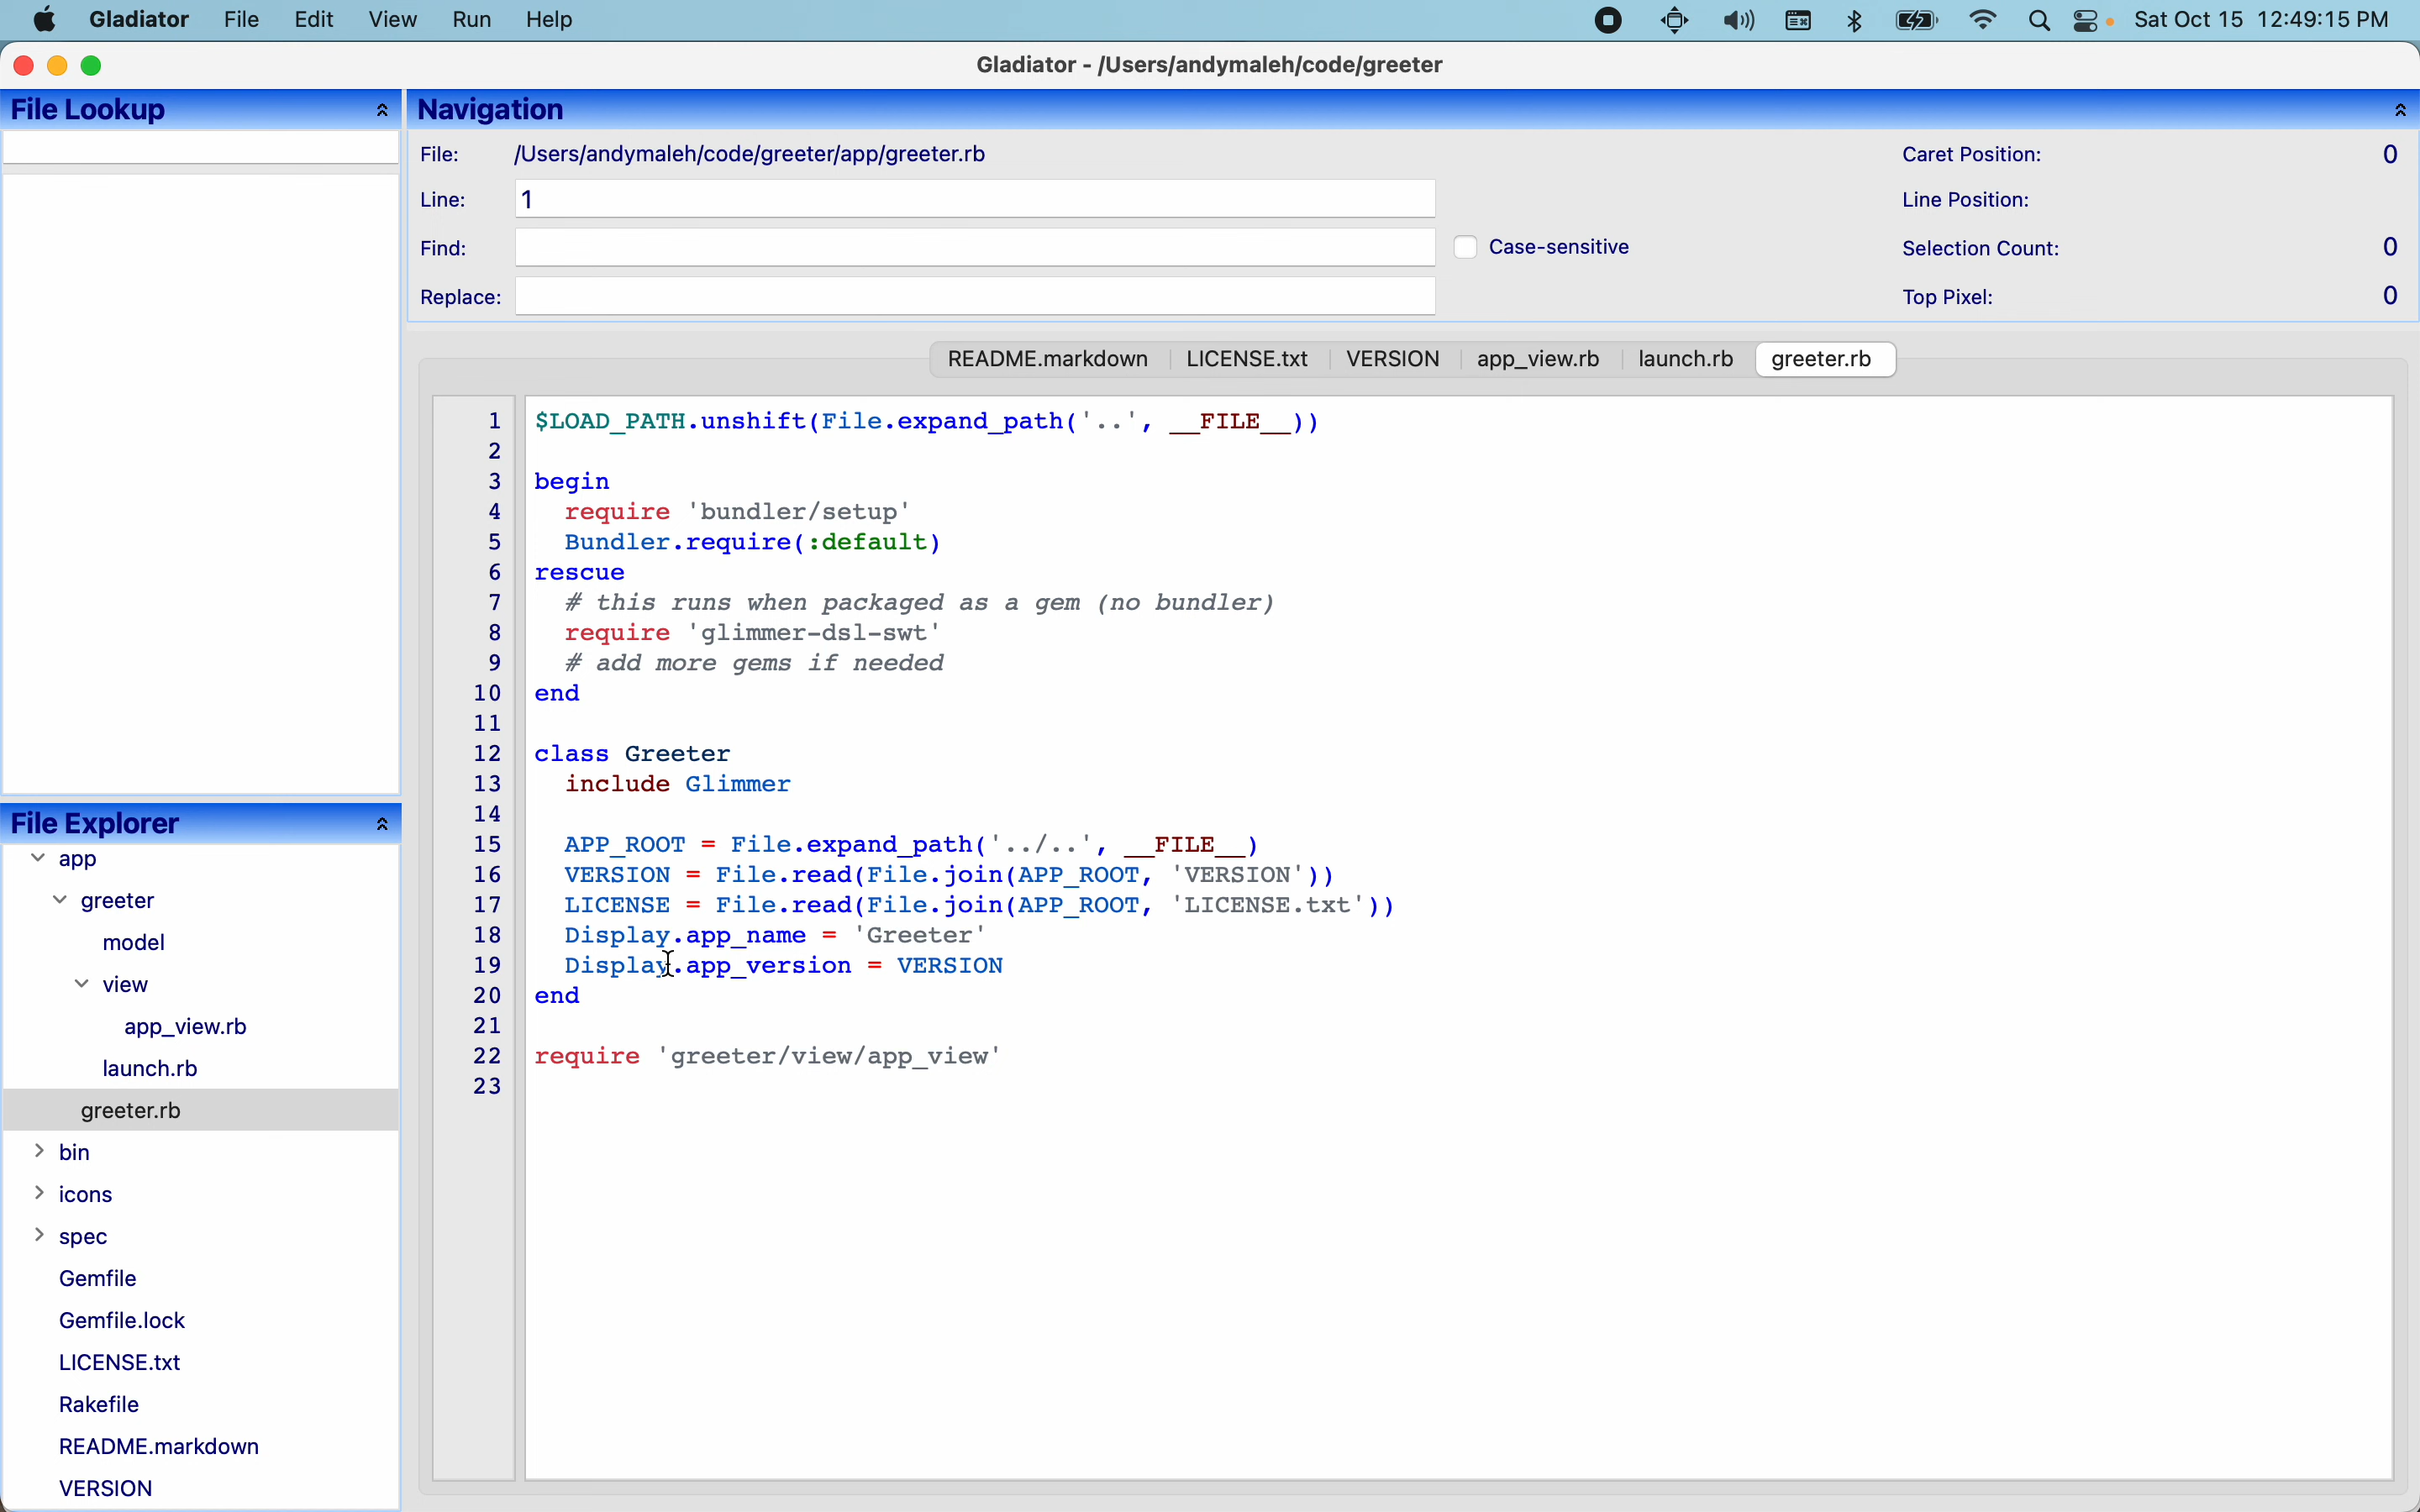 Gladiator File Edit View Run Help Sat Oct 15 12:49:15 PM
Gladiator - /Users/andymaleh/code/greeter
File Lookup
Navigation
File: /Users/andymaleh/code/greeter/app/greeter.rb Caret Position: 0
Line: 1 Line Position:
Find: Case-sensitive Selection Count: 0
Replace: Top Pixel: 0
README.markdown LICENSE.txt VERSION app_view.rb launch.rb greeter.rb
1 $LOAD_PATH.unshift(File.expand_path('..', __FILE__))
2
3 begin
4   require 'bundler/setup'
5   Bundler.require(:default)
6 rescue
7   # this runs when packaged as a gem (no bundler)
8   require 'glimmer-dsl-swt'
9   # add more gems if needed
10 end
11
12 class Greeter
13   include Glimmer
14
15   APP_ROOT = File.expand_path('../..', __FILE__)
16   VERSION = File.read(File.join(APP_ROOT, 'VERSION'))
17   LICENSE = File.read(File.join(APP_ROOT, 'LICENSE.txt'))
18   Display.app_name = 'Greeter'
19   Display.app_version = VERSION
20 end
21
22 require 'greeter/view/app_view'
23
File Explorer
app
greeter
model
view
app_view.rb
launch.rb
greeter.rb
bin
icons
spec
Gemfile
Gemfile.lock
LICENSE.txt
Rakefile
README.markdown
VERSION